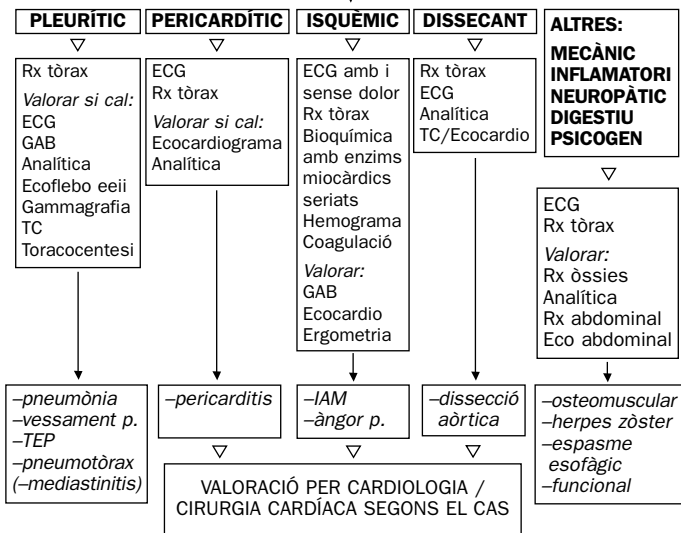 PLEURÍTIC
Rx tòrax
Valorar si cal:
ECG
GAB
Analítica
Ecoflebo eeii
Gammagrafia
TC
Toracocentesi
–pneumònia
–vessament p.
–TEP
–pneumotòrax
(–mediastinitis)
PERICARDÍTIC
ECG
Rx tòrax
Valorar si cal:
Ecocardiograma
Analítica
–pericarditis
ISQUÈMIC
ECG amb i
sense dolor
Rx tòrax
Bioquímica
amb enzims
miocàrdics
seriats
Hemograma
Coagulació
Valorar:
GAB
Ecocardio
Ergometria
–IAM
–àngor p.
DISSECANT
Rx tòrax
ECG
Analítica
TC/Ecocardio
–dissecció
aòrtica
ALTRES:
MECÀNIC
INFLAMATORI
NEUROPÀTIC
DIGESTIU
PSICOGEN
ECG
Rx tòrax
Valorar:
Rx òssies
Analítica
Rx abdominal
Eco abdominal
–osteomuscular
–herpes zòster
–espasme
esofàgic
–funcional
VALORACIÓ PER CARDIOLOGIA /
CIRURGIA CARDÍACA SEGONS EL CAS